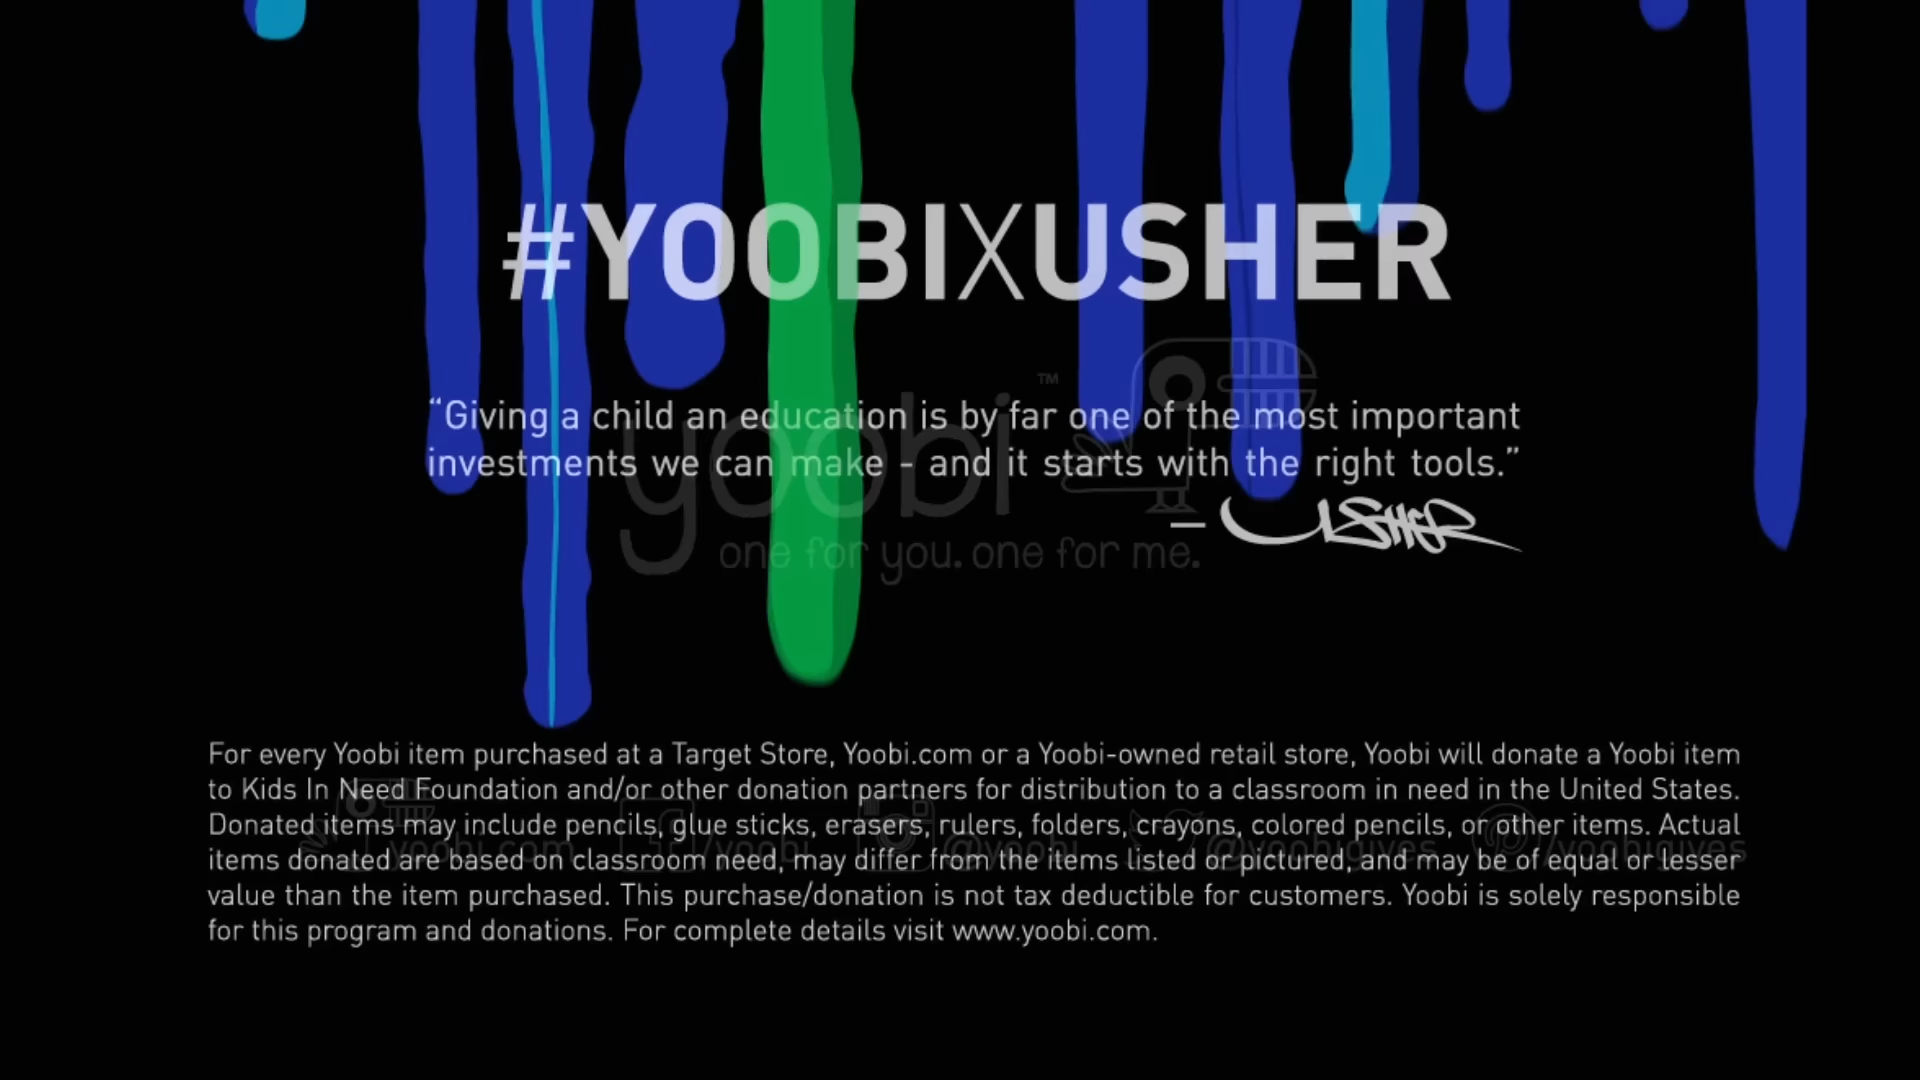 #YOOBIXUSHER
“Giving a child an education is by far one of the most important
investments we can make - and it starts with the right tools.”
– USHER
yoobi™
one for you. one for me.
For every Yoobi item purchased at a Target Store, Yoobi.com or a Yoobi-owned retail store, Yoobi will donate a Yoobi item
to Kids In Need Foundation and/or other donation partners for distribution to a classroom in need in the United States.
Donated items may include pencils, glue sticks, erasers, rulers, folders, crayons, colored pencils, or other items. Actual
items donated are based on classroom need, may differ from the items listed or pictured, and may be of equal or lesser
value than the item purchased. This purchase/donation is not tax deductible for customers. Yoobi is solely responsible
for this program and donations. For complete details visit www.yoobi.com.
yoobi.com /yoobi @yoobi @yoobigives /yoobigives